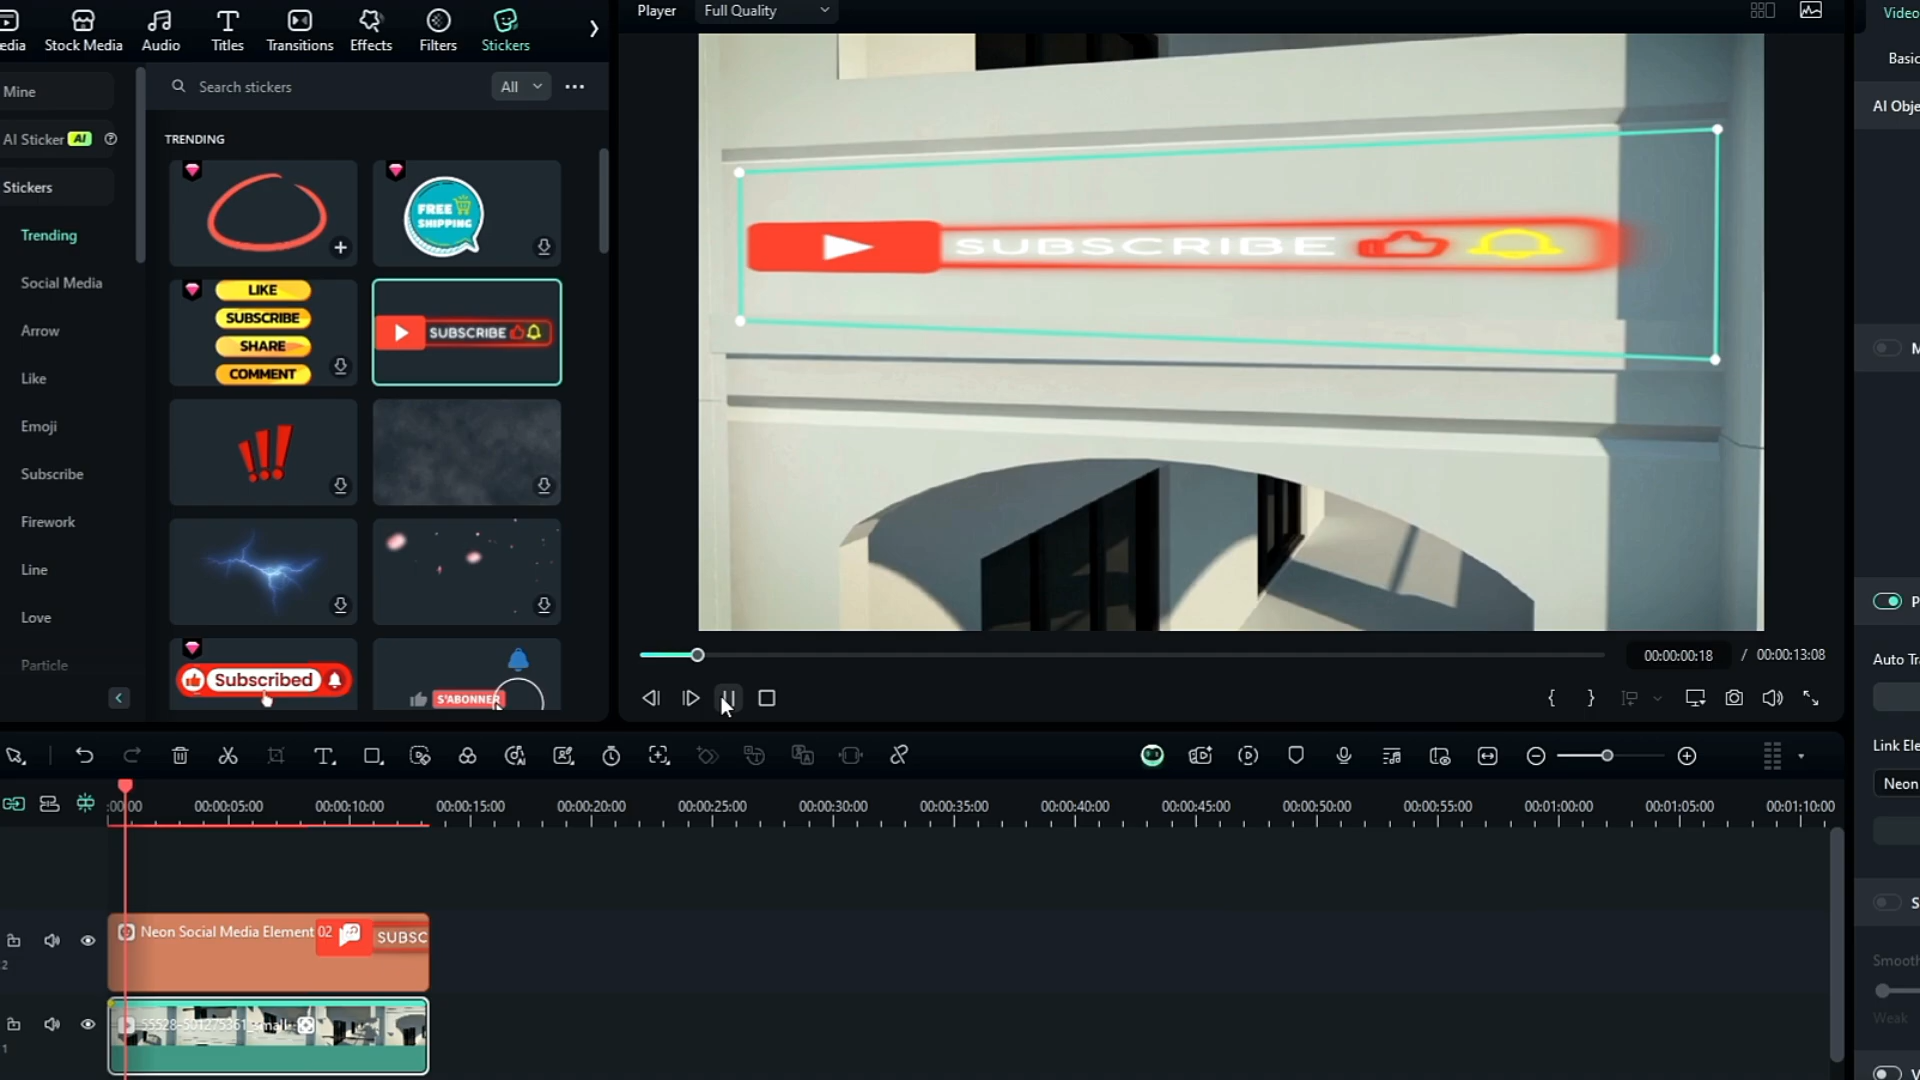 edia
Stock Media
Audio
Titles
Transitions
Effects
Filters
Stickers
Player
Full Quality
Video
Mine
AI Sticker AI
Stickers
Trending
Social Media
Arrow
Like
Emoji
Subscribe
Firework
Line
Love
Particle
Search stickers
All
TRENDING
FREE
SHIPPING
LIKE
SUBSCRIBE
SHARE
COMMENT
SUBSCRIBE
Subscribed
S'ABONNER
SUBSCRIBE
00:00:00:18 / 00:00:13:08
Basic
AI Obje
M
P
Auto Tra
Link Ele
Neon
S
Smooth
Weak
V
:00:00
00:00:05:00
00:00:10:00
00:00:15:00
00:00:20:00
00:00:25:00
00:00:30:00
00:00:35:00
00:00:40:00
00:00:45:00
00:00:50:00
00:00:55:00
00:01:00:00
00:01:05:00
00:01:10:00
Neon Social Media Element 02
SUBSC
2
55528-501275361_small
1